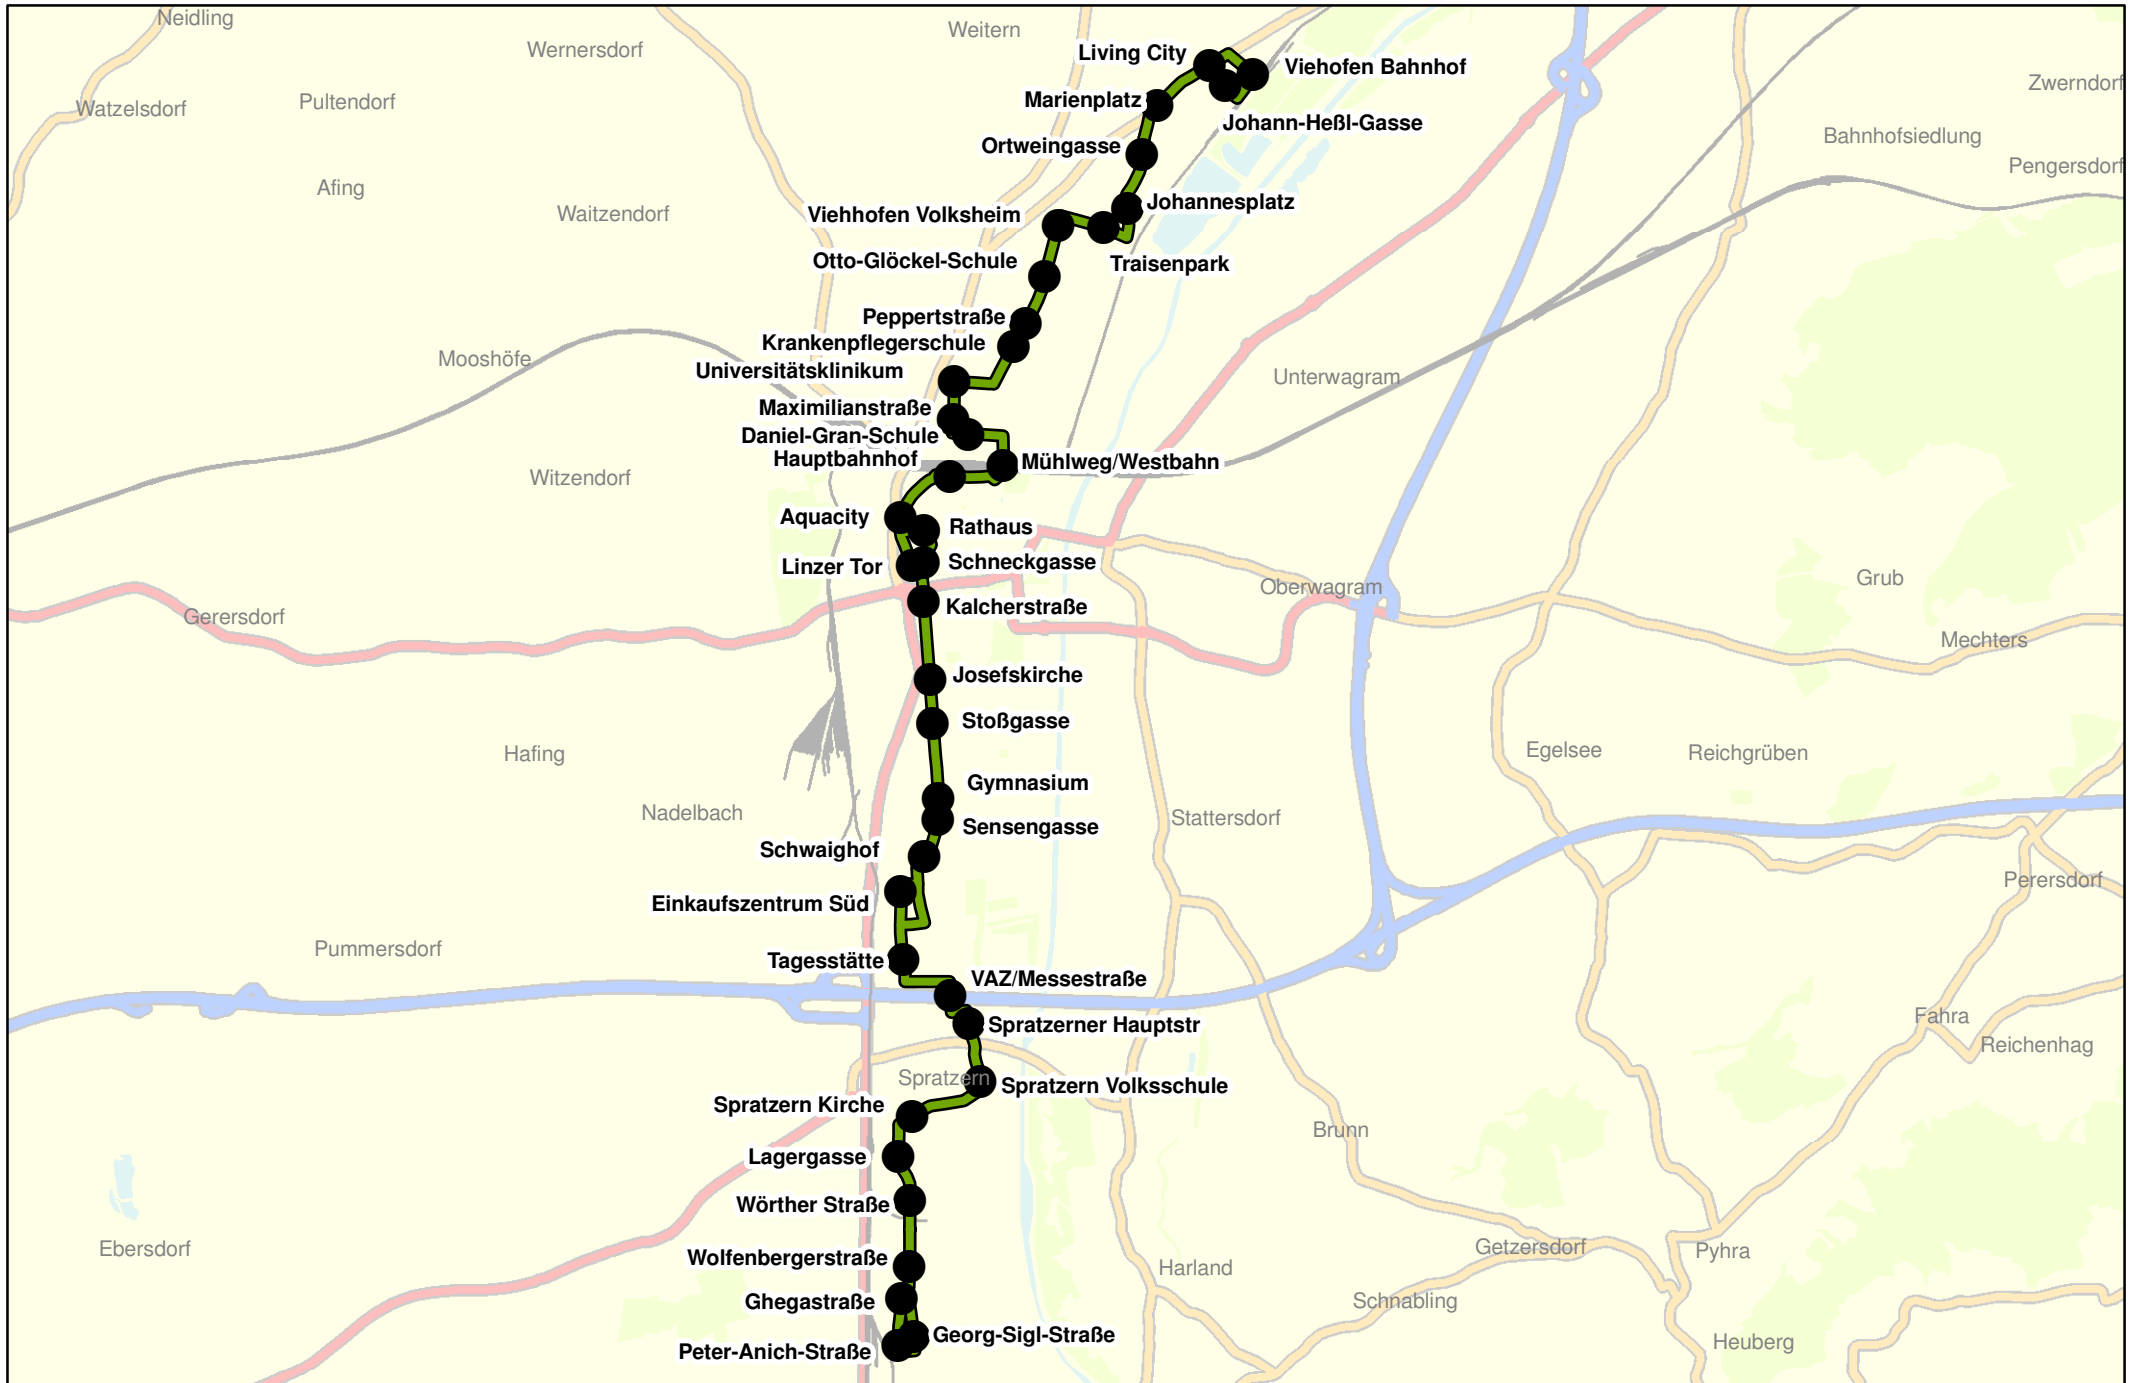 Neidling
Weitern
Wernersdorf
Living City
Viehofen Bahnhof
Zwerndorf
Watzelsdorf
Pultendorf
Marienplatz
Johann-Heßl-Gasse
Bahnhofsiedlung
Ortweingasse
Pengersdorf
Afing
Waitzendorf
Johannesplatz
Viehhofen Volksheim
Otto-Glöckel-Schule
Traisenpark
Peppertstraße
Krankenpflegerschule
Mooshöfe
Universitätsklinikum
Unterwagram
Maximilianstraße
Daniel-Gran-Schule
Hauptbahnhof
Mühlweg/Westbahn
Witzendorf
Aquacity
Rathaus
Linzer Tor
Schneckgasse
Oberwagram
Grub
Kalcherstraße
Gerersdorf
Mechters
Josefskirche
Stoßgasse
Hafing
Egelsee
Reichgrüben
Gymnasium
Nadelbach
Stattersdorf
Sensengasse
Schwaighof
Einkaufszentrum Süd
Perersdorf
Pummersdorf
Tagesstätte
VAZ/Messestraße
Spratzerner Hauptstr
Fahra
Reichenhag
Spratzern
Spratzern Volksschule
Spratzern Kirche
Brunn
Lagergasse
Wörther Straße
Ebersdorf
Getzersdorf
Pyhra
Wolfenbergerstraße
Harland
Ghegastraße
Schnabling
Georg-Sigl-Straße
Heuberg
Peter-Anich-Straße